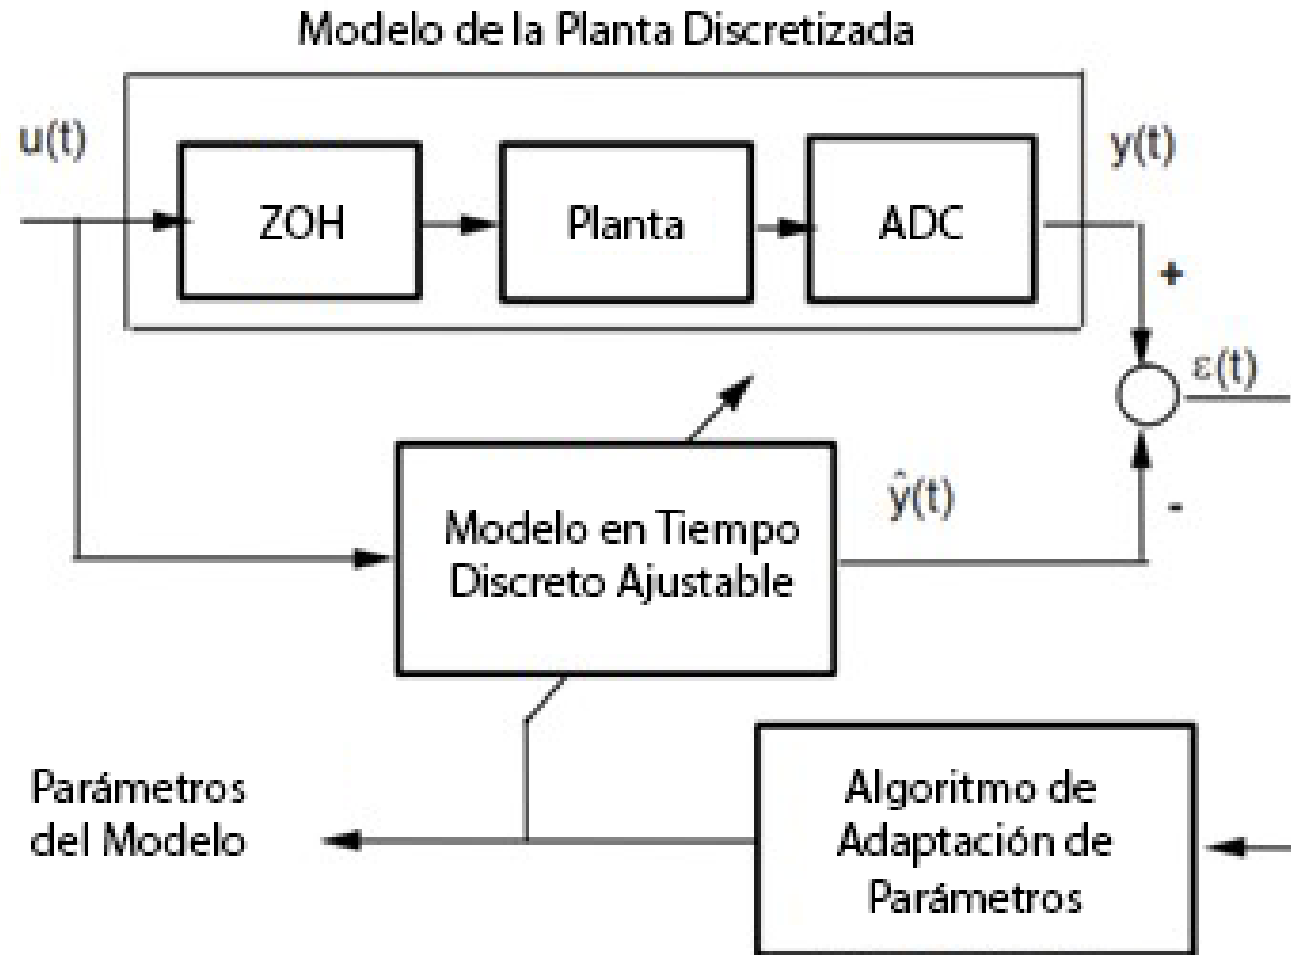 Modelo de la Planta Discretizada
u(t)
ZOH
Planta
ADC
y(t)
+
ε(t)
Modelo en Tiempo
Discreto Ajustable
ŷ(t)
-
Parámetros
del Modelo
Algoritmo de
Adaptación de
Parámetros